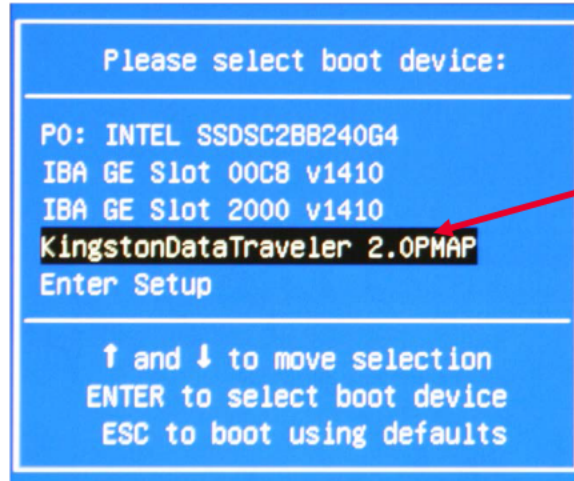 Please select boot device:
P0: INTEL SSDSC2BB240G4
IBA GE Slot 00C8 v1410
IBA GE Slot 2000 v1410
KingstonDataTraveler 2.0PMAP
Enter Setup
↑ and ↓ to move selection
ENTER to select boot device
ESC to boot using defaults